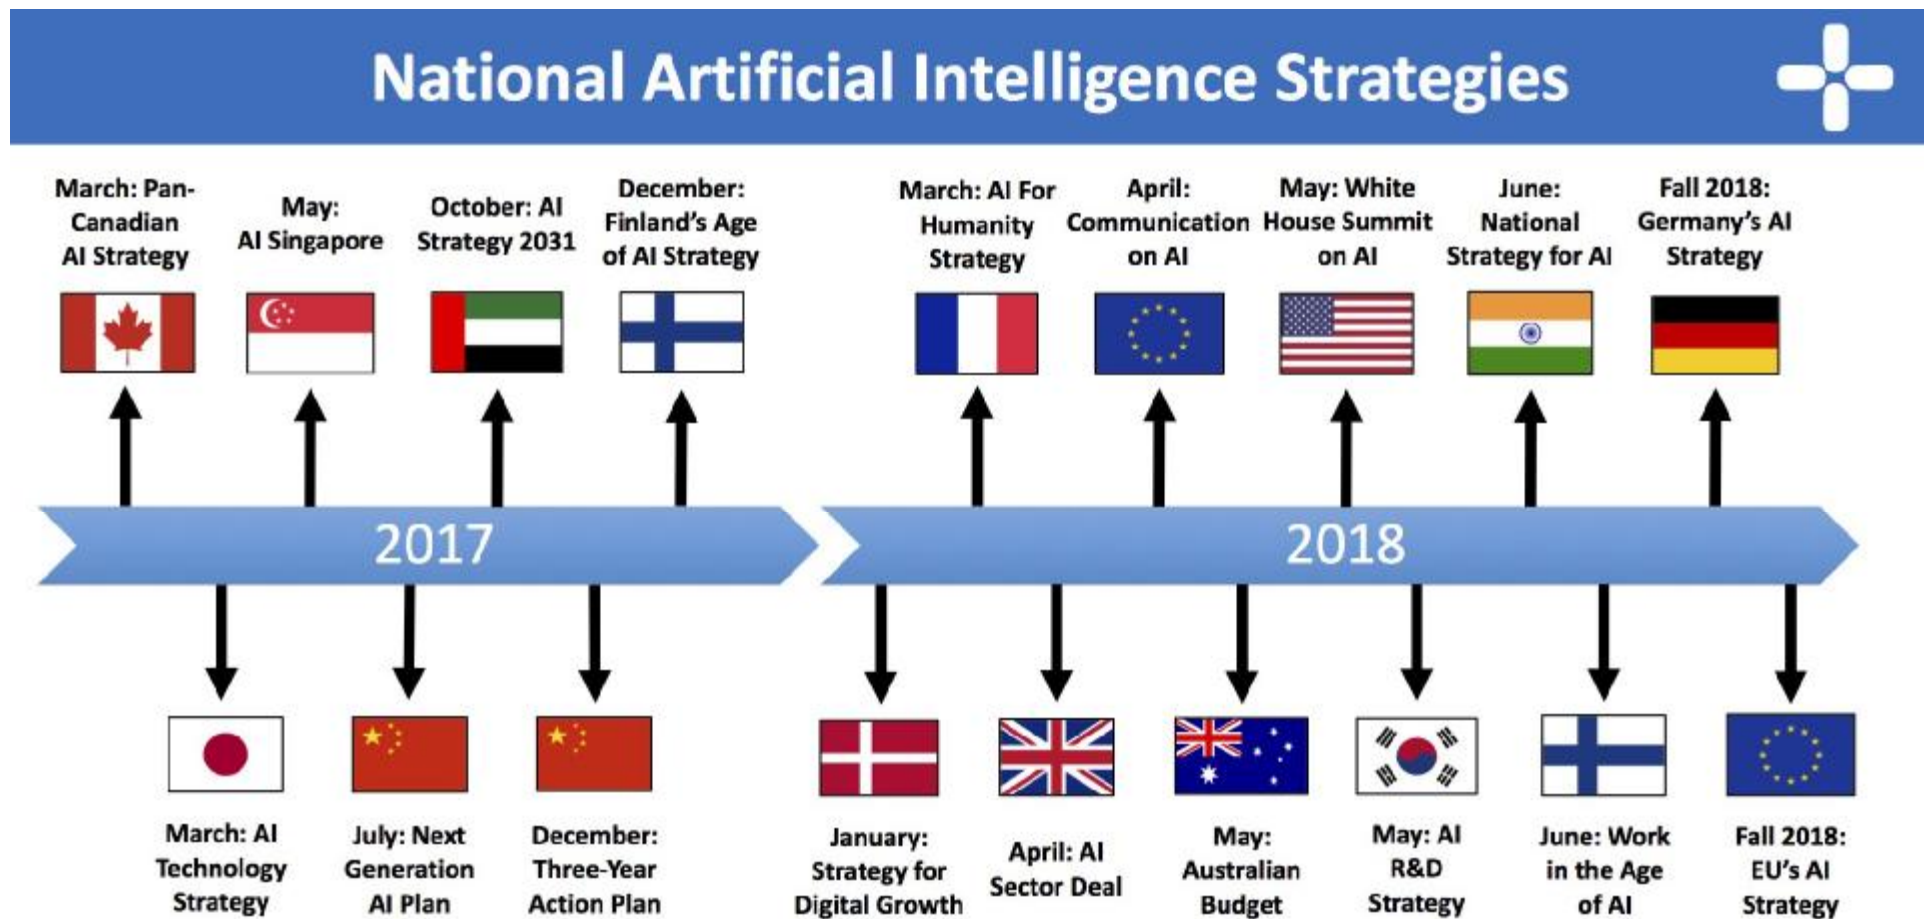 National Artificial Intelligence Strategies
March: Pan-
Canadian
AI Strategy
May:
AI Singapore
October: AI
Strategy 2031
December:
Finland's Age
of AI Strategy
March: AI For
Humanity
Strategy
April:
Communication
on AI
May: White
House Summit
on AI
June:
National
Strategy for AI
Fall 2018:
Germany's AI
Strategy
2017
2018
March: AI
Technology
Strategy
July: Next
Generation
AI Plan
December:
Three-Year
Action Plan
January:
Strategy for
Digital Growth
April: AI
Sector Deal
May:
Australian
Budget
May: AI
R&D
Strategy
June: Work
in the Age
of AI
Fall 2018:
EU's AI
Strategy